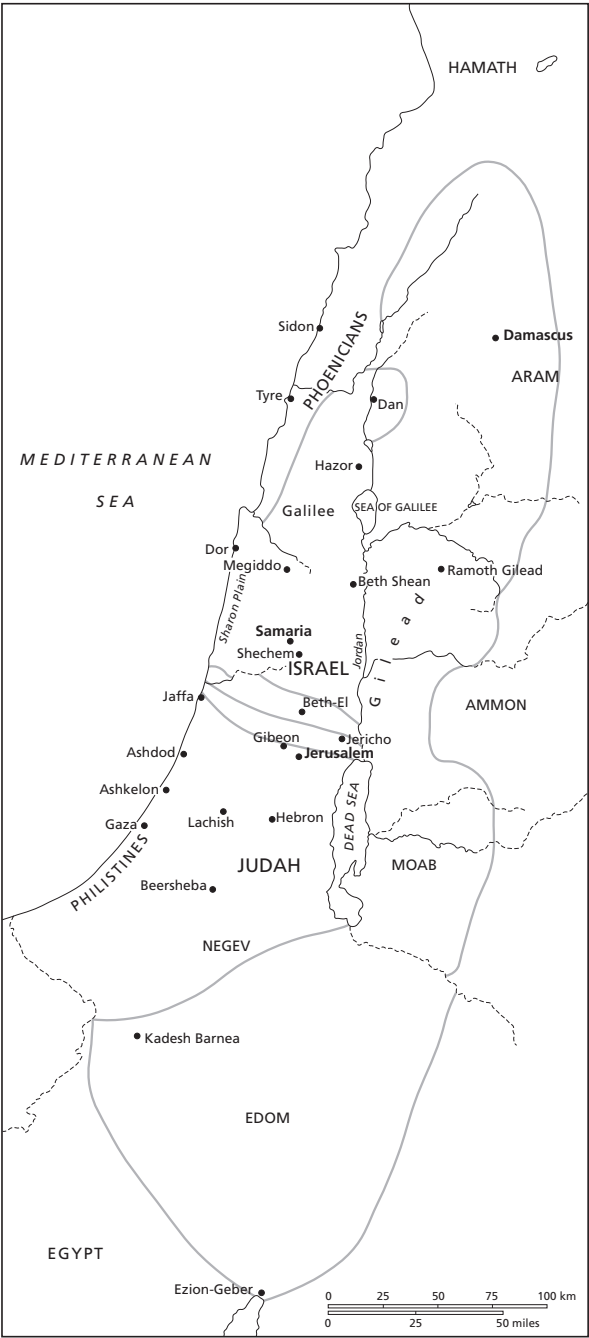 HAMATH
Sidon
PHOENICIANS
Damascus
ARAM
Tyre
Dan
MEDITERRANEAN
SEA
Hazor
Galilee
SEA OF GALILEE
Dor
Megiddo
Beth Shean
Ramoth Gilead
Sharon Plain
Samaria
Shechem
ISRAEL
Jordan
Gilead
Jaffa
Beth-El
AMMON
Gibeon
Jericho
Ashdod
Jerusalem
Ashkelon
DEAD SEA
Gaza
Lachish
Hebron
PHILISTINES
JUDAH
MOAB
Beersheba
NEGEV
Kadesh Barnea
EDOM
EGYPT
Ezion-Geber
0 25 50 75 100 km
0 25 50 miles